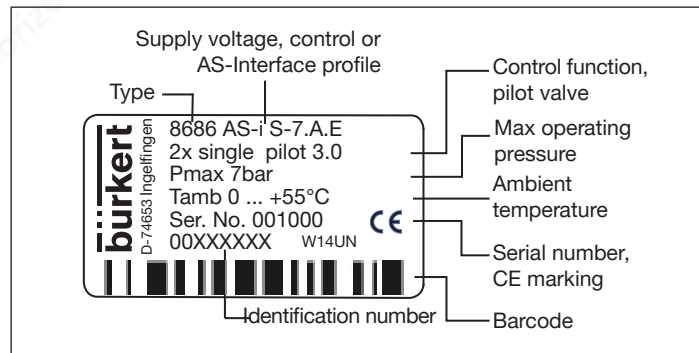 Supply voltage, control or
AS-Interface profile
Type
Control function,
pilot valve
Max operating
pressure
Ambient
temperature
Serial number,
CE marking
Barcode
Identification number
bürkert
D-74653 Ingelfingen
8686 AS-i S-7.A.E
2x single pilot 3.0
Pmax 7bar
Tamb 0 ... +55°C
Ser. No. 001000
CE
00XXXXXX W14UN